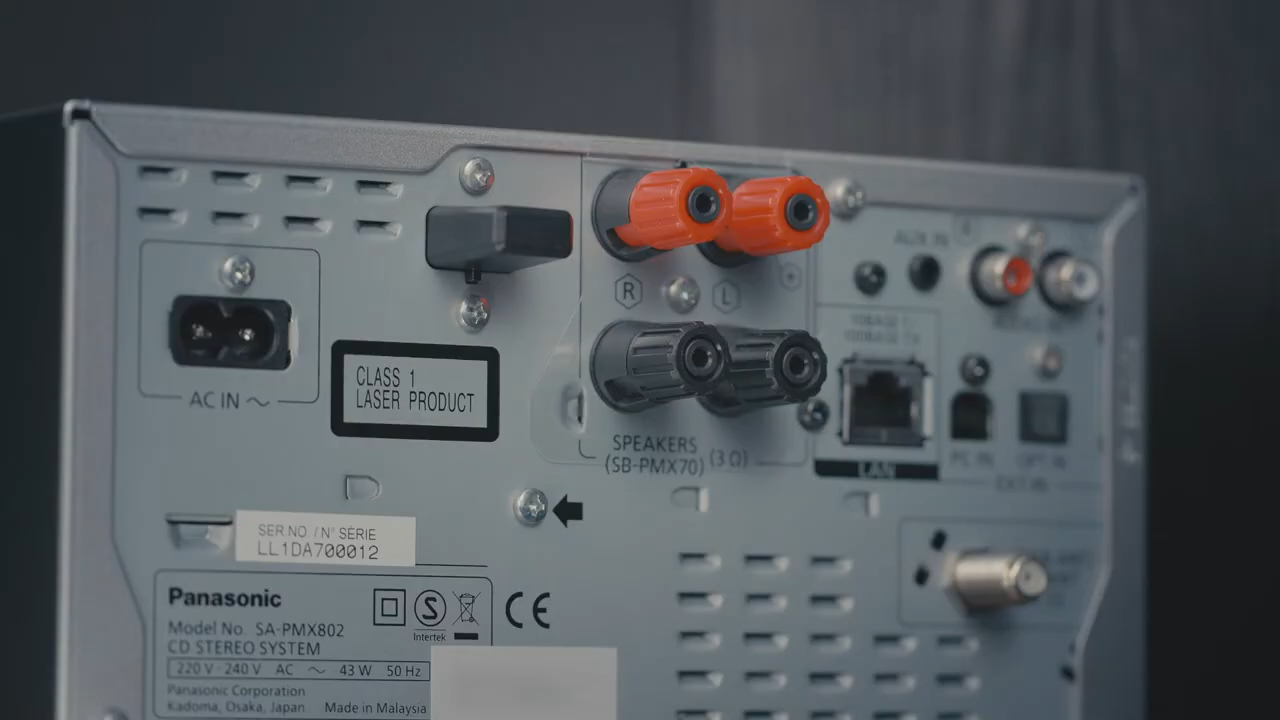 AUX IN
R
L
AC IN
CLASS 1
LASER PRODUCT
SPEAKERS
(SB-PMX70) (3 Ω)
LAN
PC IN
OPT IN
EXT IN
SER NO. / N° SÉRIE
LL1DA700012
Panasonic
Model No. SA-PMX802
CD STEREO SYSTEM
220 V - 240 V AC ~ 43 W 50 Hz
Panasonic Corporation
Kadoma, Osaka, Japan Made in Malaysia
S
Intertek
CE